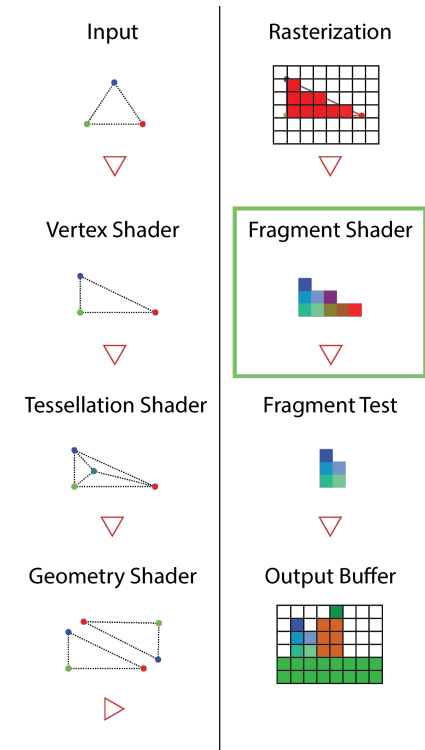 Input
Vertex Shader
Tessellation Shader
Geometry Shader
Rasterization
Fragment Shader
Fragment Test
Output Buffer